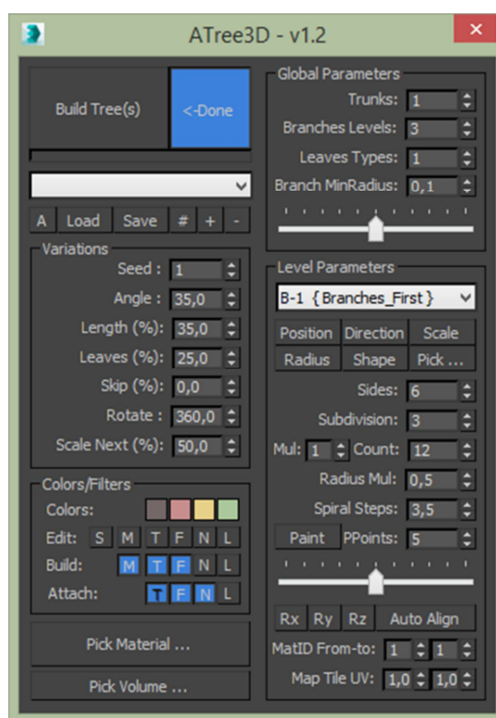 ATree3D - v1.2
Build Tree(s)
<-Done
A Load Save # + -
Variations
Seed : 1
Angle : 35,0
Length (%): 35,0
Leaves (%): 25,0
Skip (%): 0,0
Rotate : 360,0
Scale Next (%): 50,0
Colors/Filters
Colors:
Edit: S M T F N L
Build: M T F N L
Attach: T F N L
Pick Material ...
Pick Volume ...
Global Parameters
Trunks: 1
Branches Levels: 3
Leaves Types: 1
Branch MinRadius: 0,1
Level Parameters
B-1 {Branches_First}
Position Direction Scale
Radius Shape Pick ...
Sides: 6
Subdivision: 3
Mul: 1 Count: 12
Radius Mul: 0,5
Spiral Steps: 3,5
Paint PPoints: 5
Rx Ry Rz Auto Align
MatID From-to: 1 1
Map Tile UV: 1,0 1,0